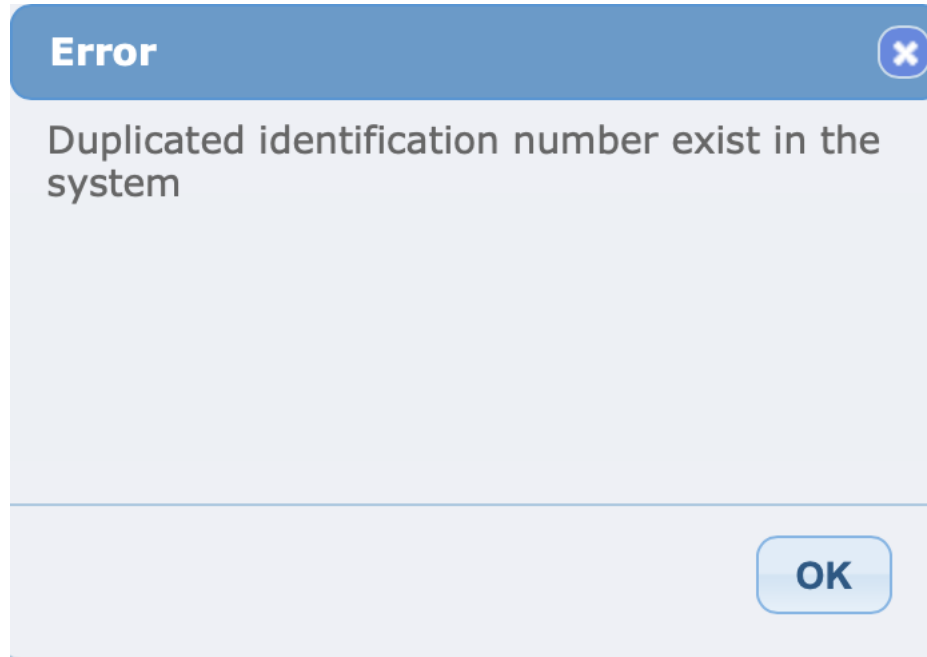 Error
Duplicated identification number exist in the
system
OK